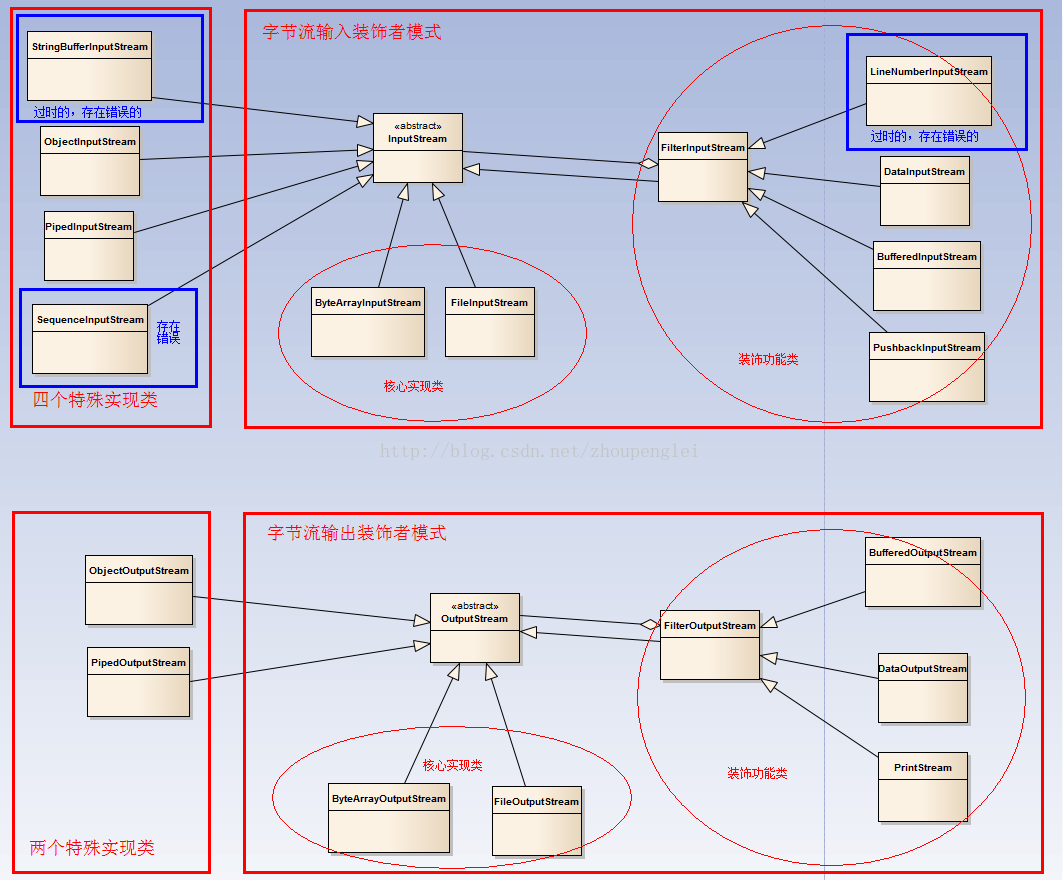 StringBufferInputStream
过时的，存在错误的
ObjectInputStream
PipedInputStream
SequenceInputStream
存在
错误
四个特殊实现类
字节流输入装饰者模式
«abstract»
InputStream
ByteArrayInputStream
FileInputStream
核心实现类
FilterInputStream
LineNumberInputStream
过时的，存在错误的
DataInputStream
BufferedInputStream
PushbackInputStream
装饰功能类
http://blog.csdn.net/zhoupenglei
ObjectOutputStream
PipedOutputStream
两个特殊实现类
字节流输出装饰者模式
«abstract»
OutputStream
核心实现类
ByteArrayOutputStream
FileOutputStream
FilterOutputStream
BufferedOutputStream
DataOutputStream
PrintStream
装饰功能类